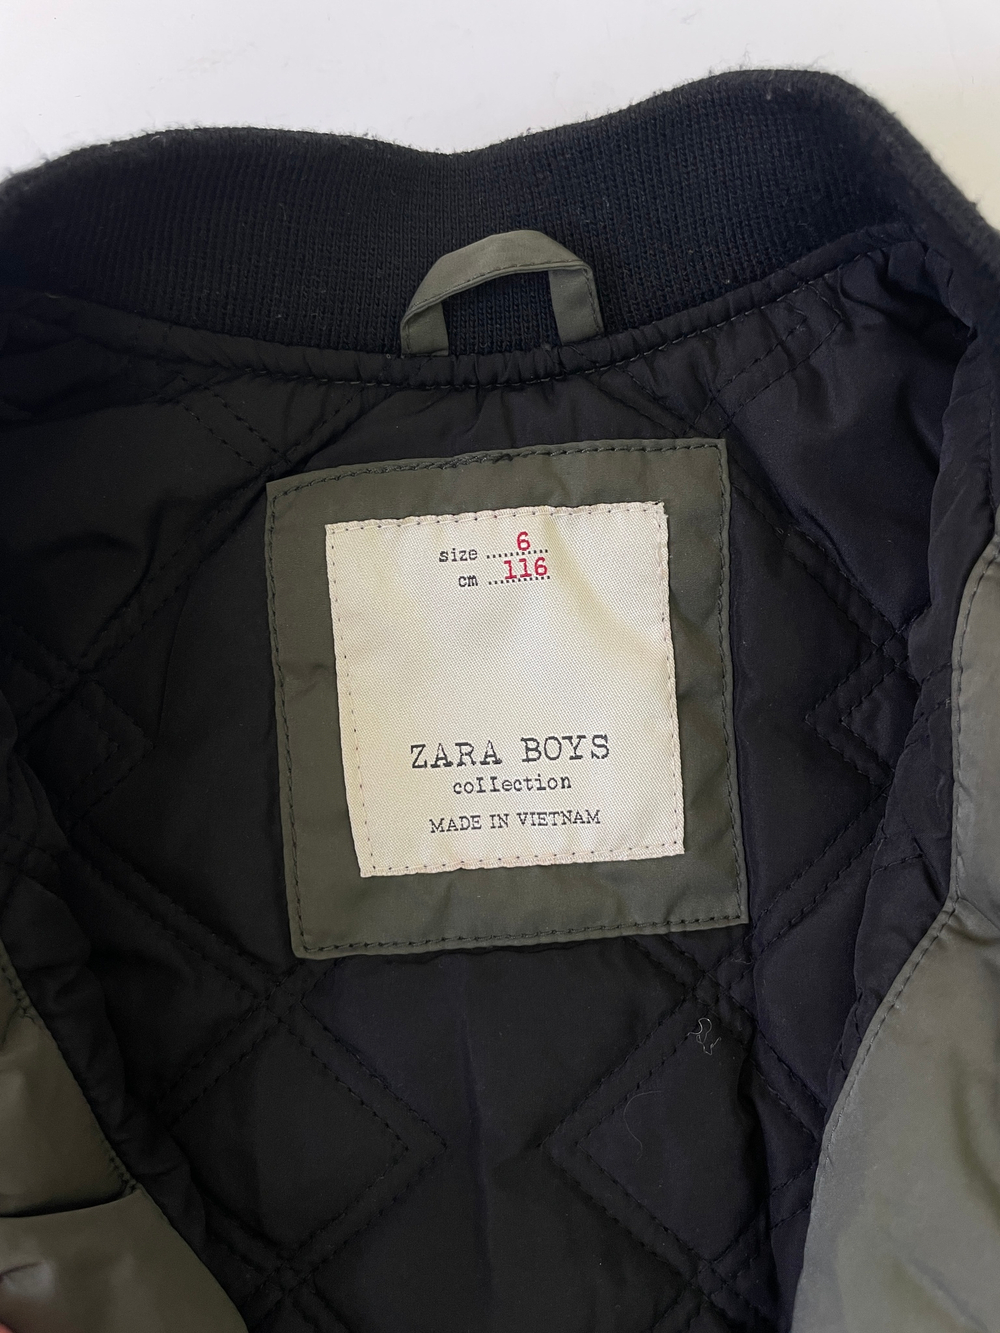 size ...... 6
cm ...... 116
ZARA BOYS
collection
MADE IN VIETNAM